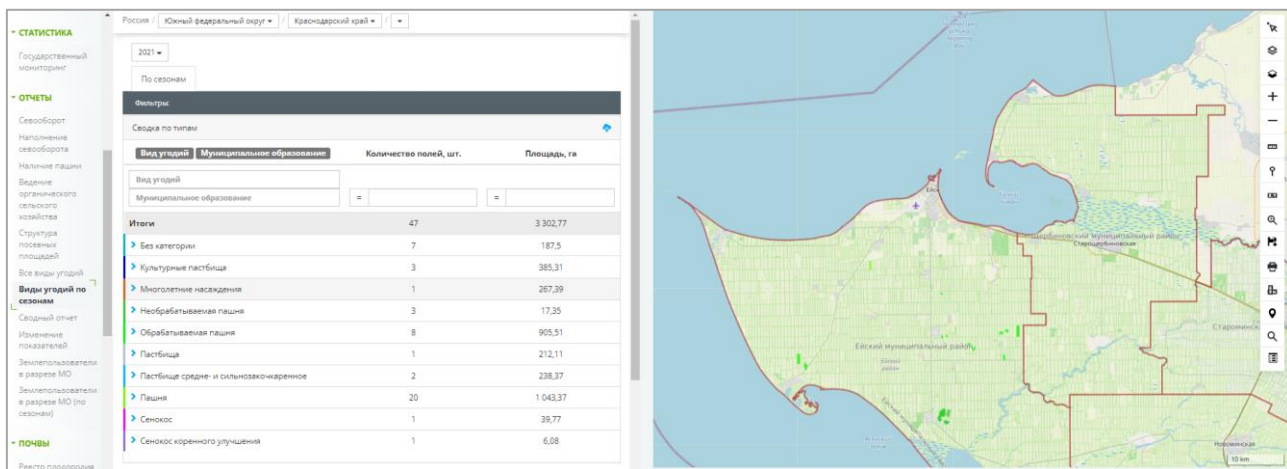 СТАТИСТИКА
Государственный
мониторинг
ОТЧЕТЫ
Севооборот
Наполнение
севооборота
Наличие пашни
Ведение
органического
сельского
хозяйства
Структура
посевных
площадей
Все виды угодий
Виды угодий по
сезонам
Сводный отчет
Изменение
показателей
Землепользователи
в разрезе МО
Землепользователи
в разрезе МО (по
сезонам)
ПОЧВЫ
Реестр плодородия
Россия / Южный федеральный округ / Краснодарский край /
2021
По сезонам
Фильтры:
Сводка по типам
Вид угодий Муниципальное образование Количество полей, шт. Площадь, га
Вид угодий
Муниципальное образование = =
Итоги 47 3 302,77
Без категории 7 187,5
Культурные пастбища 3 385,31
Многолетние насаждения 1 267,39
Необрабатываемая пашня 3 17,35
Обрабатываемая пашня 8 905,51
Пастбища 1 212,11
Пастбище средне- и сильнозакочкаренное 2 238,37
Пашня 20 1 043,37
Сенокос 1 39,77
Сенокос коренного улучшения 1 6,08
Ейск
Щербиновский муниципальный район
Старощербиновская
Ейский муниципальный район
Староминск
Новоминская
10 km